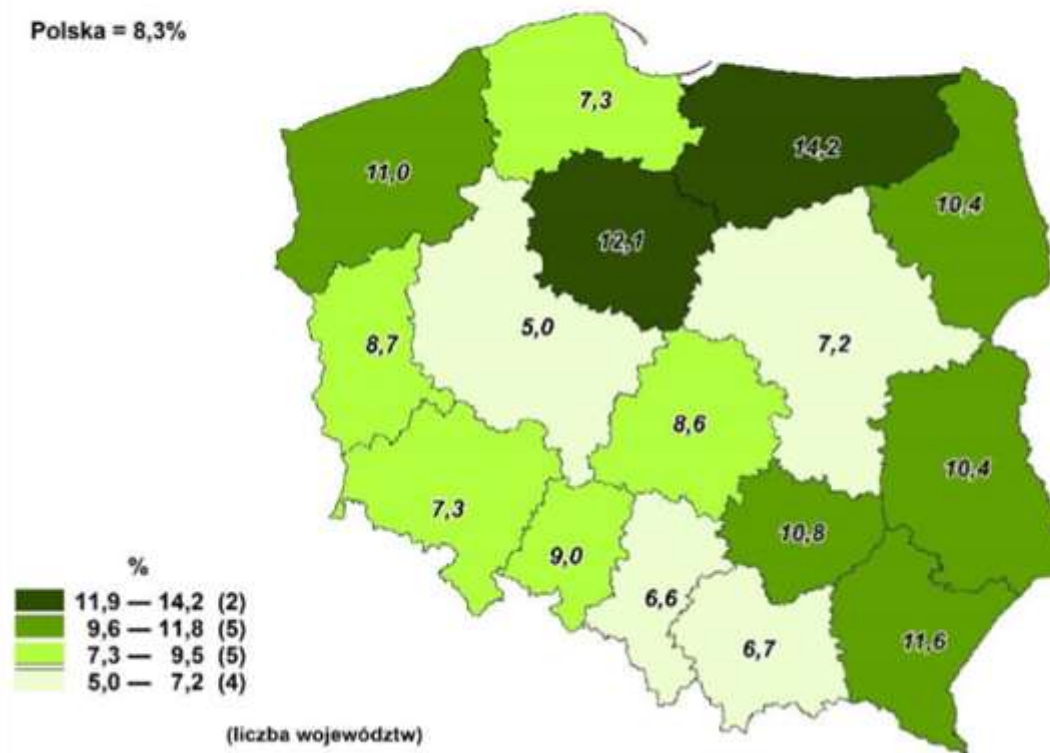 Polska = 8,3%
7,3
14,2
11,0
10,4
12,1
5,0
7,2
8,7
8,6
10,4
7,3
10,8
9,0
6,6
11,6
6,7
%
11,9 — 14,2 (2)
9,6 — 11,8 (5)
7,3 — 9,5 (5)
5,0 — 7,2 (4)
(liczba województw)